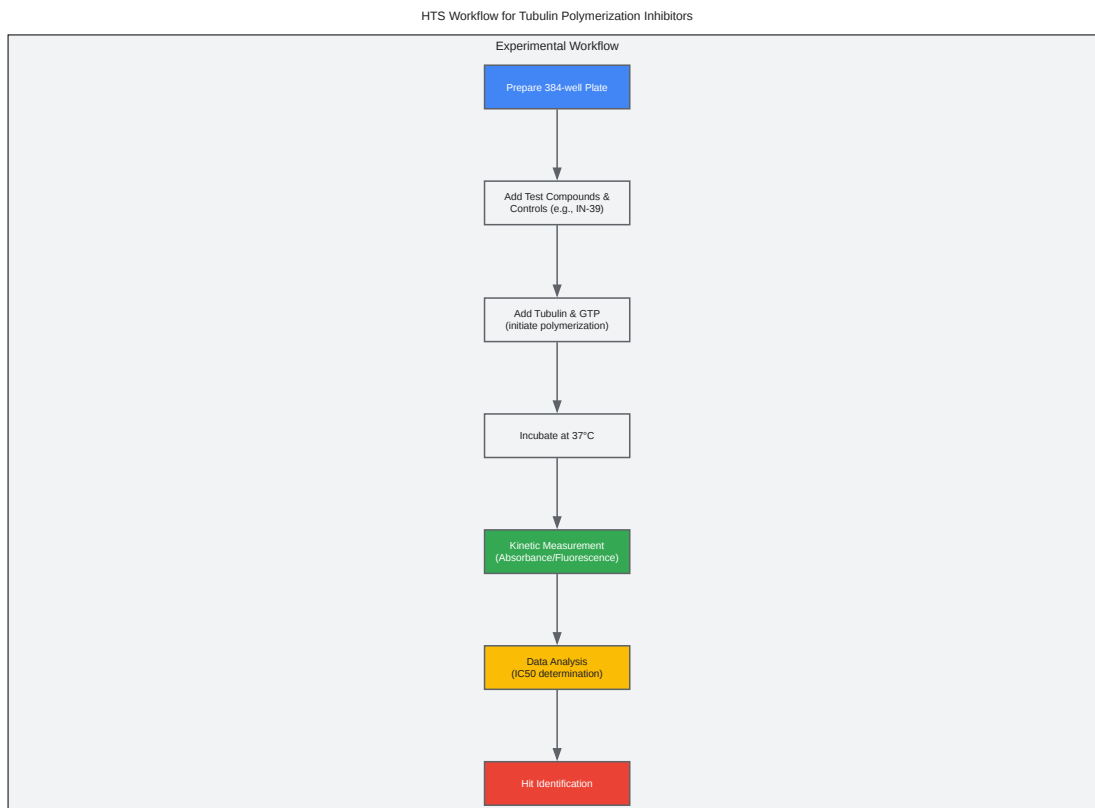 HTS Workflow for Tubulin Polymerization Inhibitors
Experimental Workflow
Prepare 384-well Plate
Add Test Compounds &
Controls (e.g., IN-39)
Add Tubulin & GTP
(initiate polymerization)
Incubate at 37°C
Kinetic Measurement
(Absorbance/Fluorescence)
Data Analysis
(IC50 determination)
Hit Identification